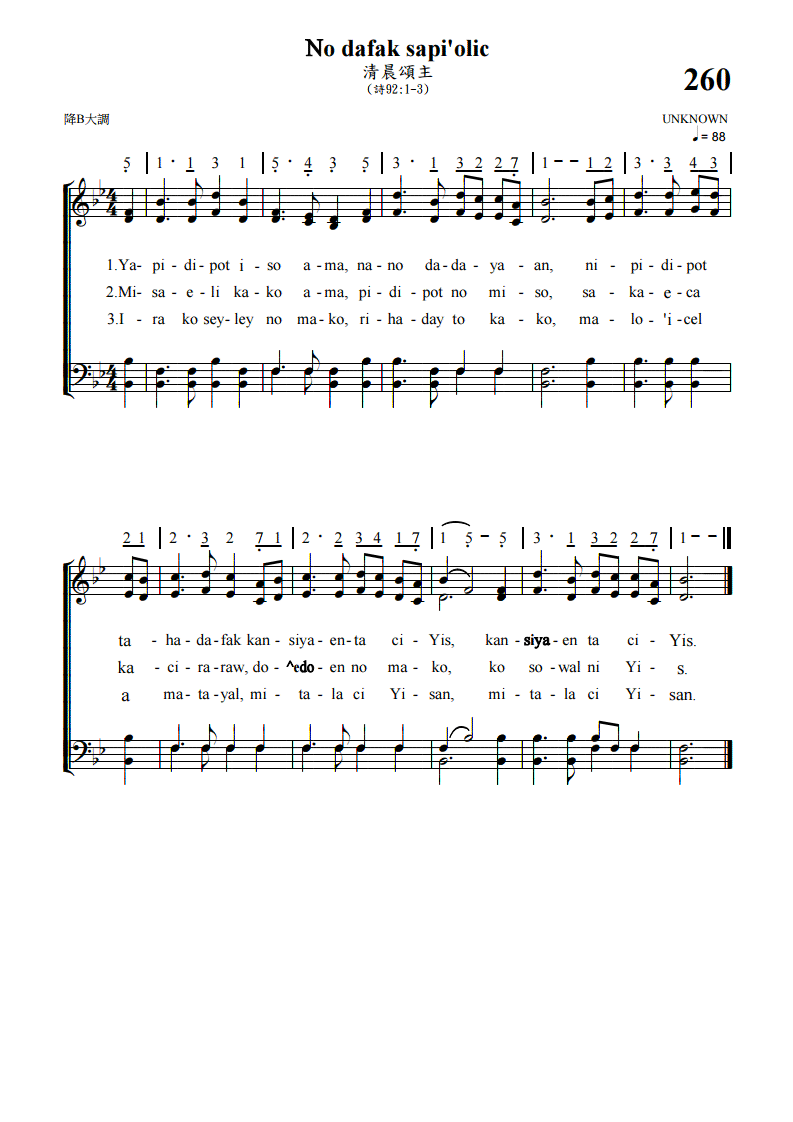 No dafak sapi'olic
清晨頌主
(詩92:1-3)
260
降B大調
UNKNOWN
♩ = 88
5 | 1 · 1 3 1 | 5 · 4 3 5 | 3 · 1 3 2 2 7 | 1 - - 1 2 | 3 · 3 4 3 |
1.Ya- pi - di-pot i - so a - ma, na - no da - da - ya - an, ni - pi - di - pot
2.Mi- sa - e - li ka - ko a - ma, pi - di - pot no mi - so, sa - ka - e - ca
3.I - ra ko sey - ley no ma - ko, ri - ha - day to ka - ko, ma - lo - 'i - cel
2 1 | 2 · 3 2 7 1 | 2 · 2 3 4 1 7 | 1 5 - 5 | 3 · 1 3 2 2 7 | 1 - - ‖
ta - ha - da - fak kan - siya - en - ta ci - Yis, kan - siya - en ta ci - Yis.
ka - ci - ra - raw, do - ^edo - en no ma - ko, ko so - wal ni Yi - s.
a ma - ta - yal, mi - ta - la ci Yi - san, mi - ta - la ci Yi - san.